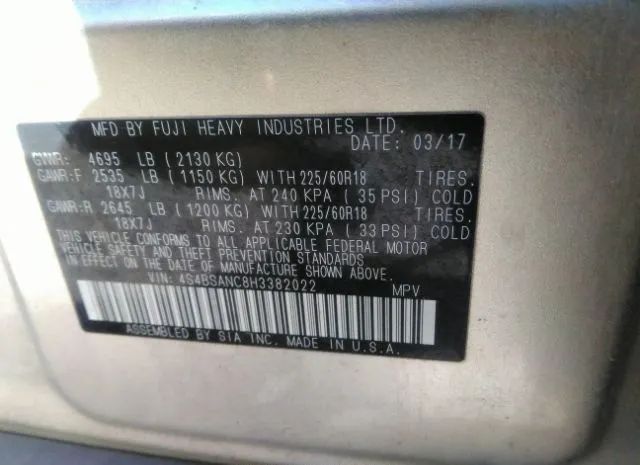 MFD BY FUJI HEAVY INDUSTRIES LTD.
DATE: 03/17
GVWR: 4695 LB (2130 KG)
GAWR:F 2535 LB (1150 KG) WITH 225/60R18 TIRES.
18X7J RIMS. AT 240 KPA (35 PSI) COLD
GAWR:R 2645 LB (1200 KG) WITH 225/60R18 TIRES.
18X7J RIMS. AT 230 KPA (33 PSI) COLD
THIS VEHICLE CONFORMS TO ALL APPLICABLE FEDERAL MOTOR
VEHICLE SAFETY AND THEFT PREVENTION STANDARDS
IN EFFECT ON THE DATE OF MANUFACTURE SHOWN ABOVE.
VIN: 4S4BSANC8H3382022 MPV
ASSEMBLED BY SIA INC. MADE IN U.S.A.